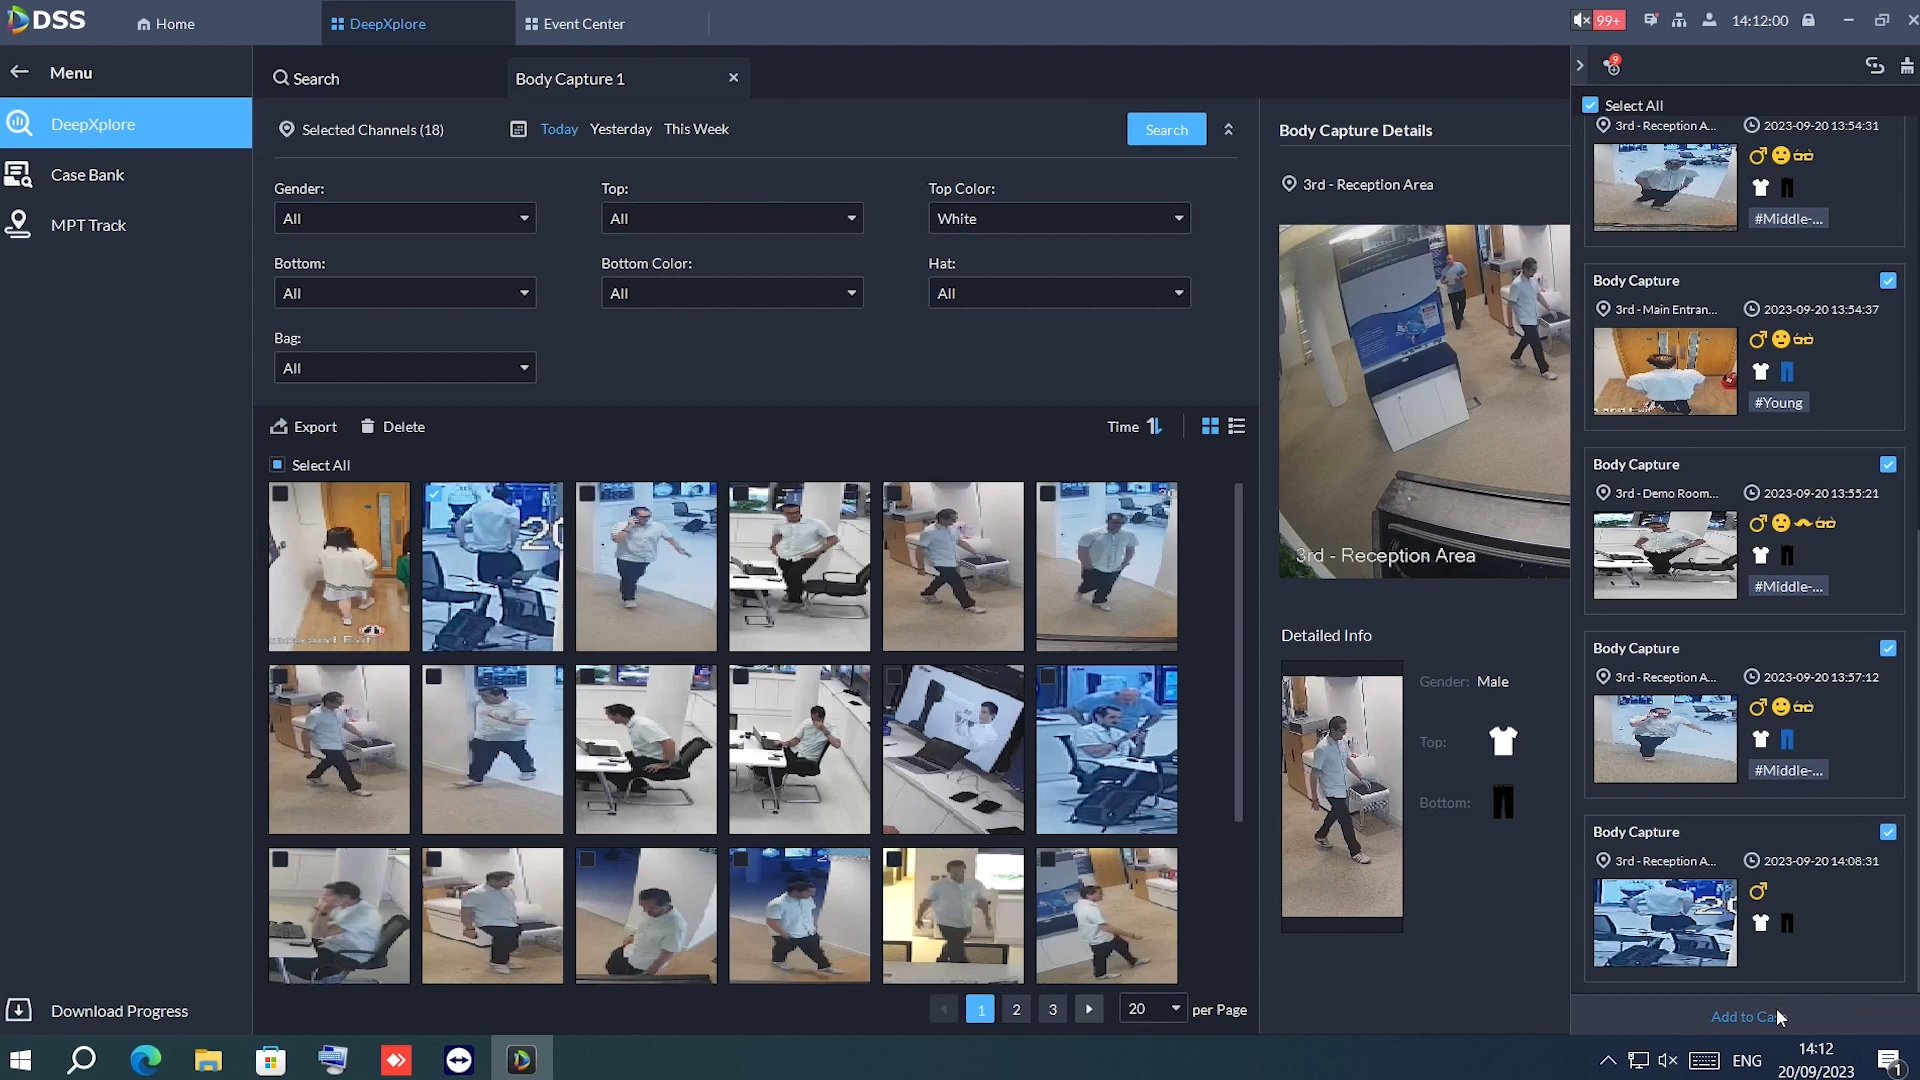 DSS
Home
DeepXplore
Event Center
99+
14:12:00
Menu
DeepXplore
Case Bank
MPT Track
Download Progress
Search
Body Capture 1
Selected Channels (18)
Today
Yesterday
This Week
Search
Gender:
All
Top:
All
Top Color:
White
Bottom:
All
Bottom Color:
All
Hat:
All
Bag:
All
Export
Delete
Time
Select All
1
2
3
20
per Page
Body Capture Details
3rd - Reception Area
3rd - Reception Area
Detailed Info
Gender: Male
Top:
Bottom:
9
Select All
3rd - Reception A...
2023-09-20 13:54:31
#Middle-...
Body Capture
3rd - Main Entran...
2023-09-20 13:54:37
#Young
Body Capture
3rd - Demo Room...
2023-09-20 13:55:21
#Middle-...
Body Capture
3rd - Reception A...
2023-09-20 13:57:12
#Middle-...
Body Capture
3rd - Reception A...
2023-09-20 14:08:31
Add to
ENG
14:12
20/09/2023
1